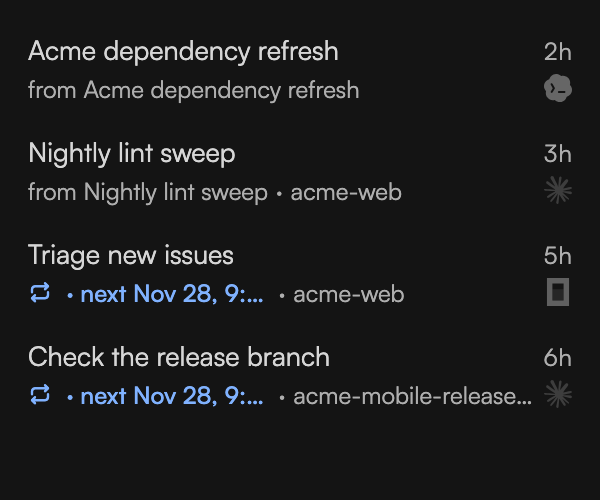 Acme dependency refresh 2h
from Acme dependency refresh
Nightly lint sweep 3h
from Nightly lint sweep • acme-web
Triage new issues 5h
• next Nov 28, 9:... • acme-web
Check the release branch 6h
• next Nov 28, 9:... • acme-mobile-release...